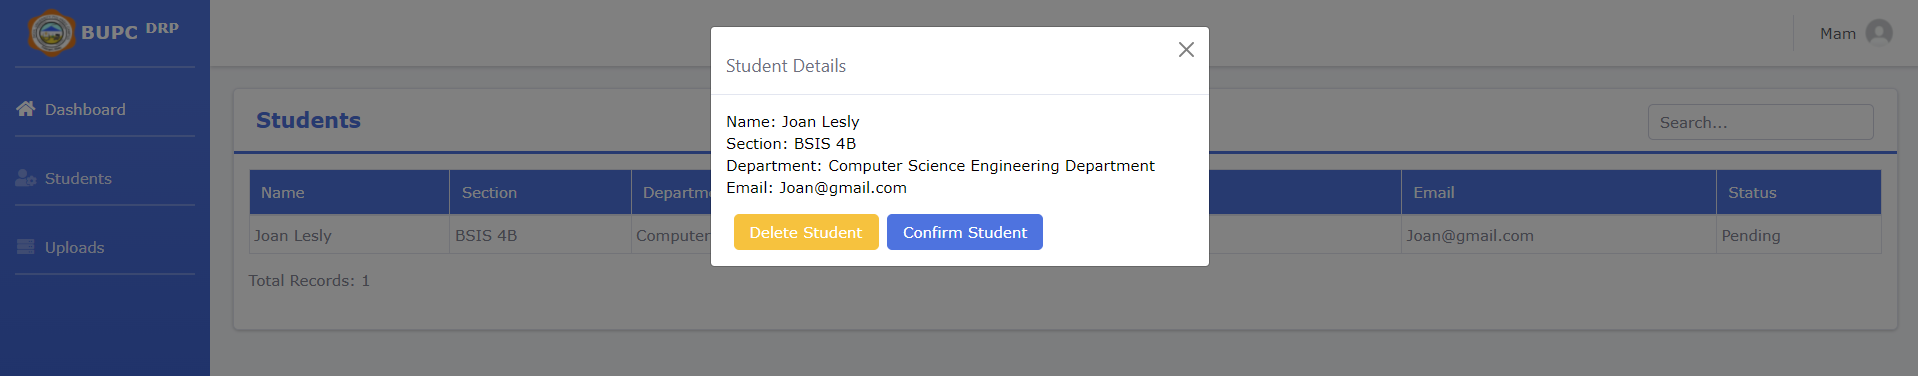 BUPC DRP
Dashboard
Students
Uploads
Mam
Students
Search...
Name Section Departm Email Status
Joan Lesly BSIS 4B Computer Joan@gmail.com Pending
Total Records: 1
Student Details
Name: Joan Lesly
Section: BSIS 4B
Department: Computer Science Engineering Department
Email: Joan@gmail.com
Delete Student Confirm Student